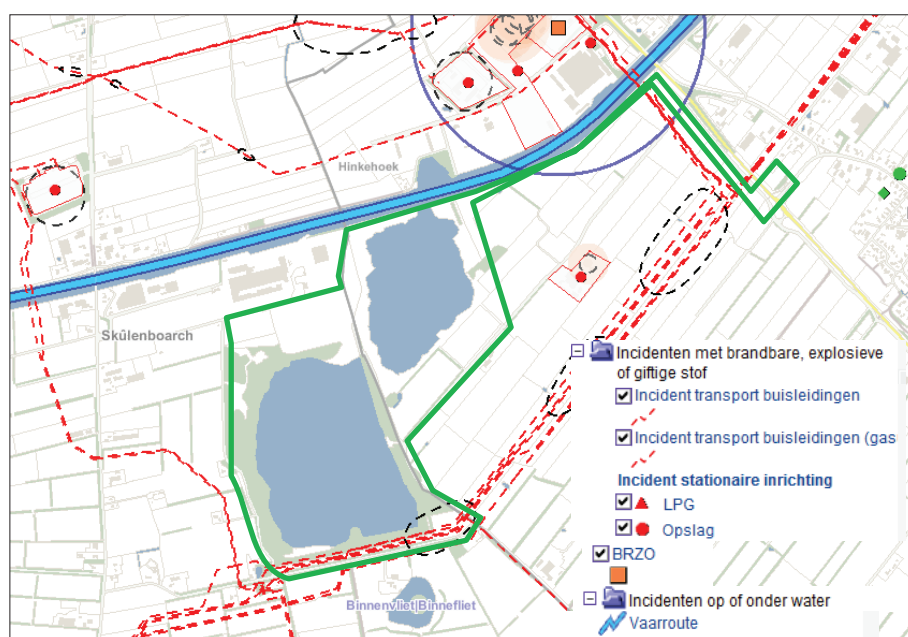 Hinkehoek
Skûlenboarch
Incidenten met brandbare, explosieve
of giftige stof
Incident transport buisleidingen
Incident transport buisleidingen (gas
Incident stationaire inrichting
LPG
Opslag
BRZO
Incidenten op of onder water
Vaarroute
Binnenvliet|Binnefliet